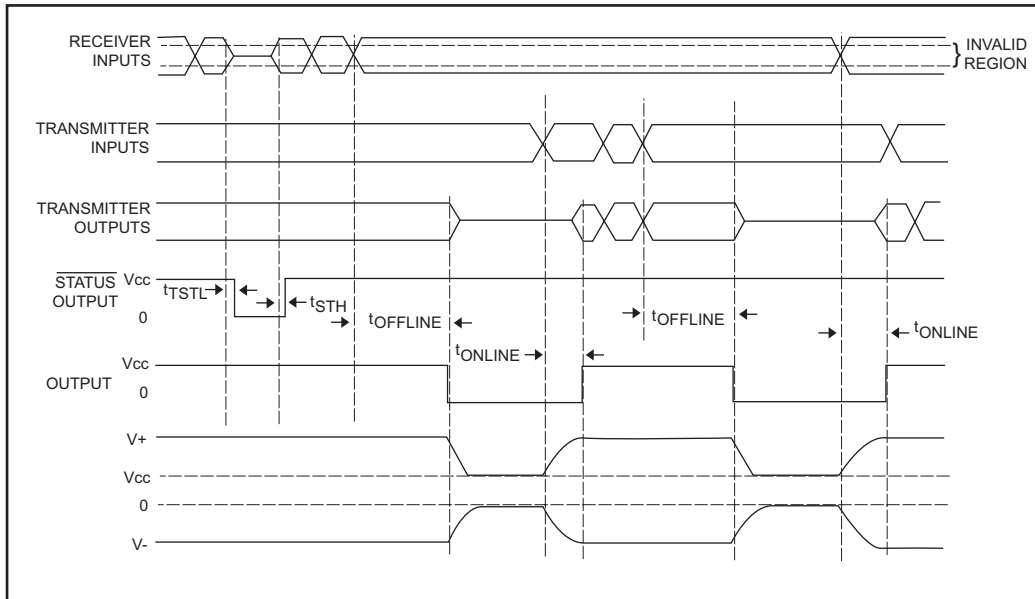 RECEIVER
INPUTS
INVALID
REGION
TRANSMITTER
INPUTS
TRANSMITTER
OUTPUTS
STATUS
OUTPUT
Vcc
0
tTSTL
tSTH
tOFFLINE
tOFFLINE
tONLINE
tONLINE
OUTPUT
Vcc
0
V+
Vcc
0
V-